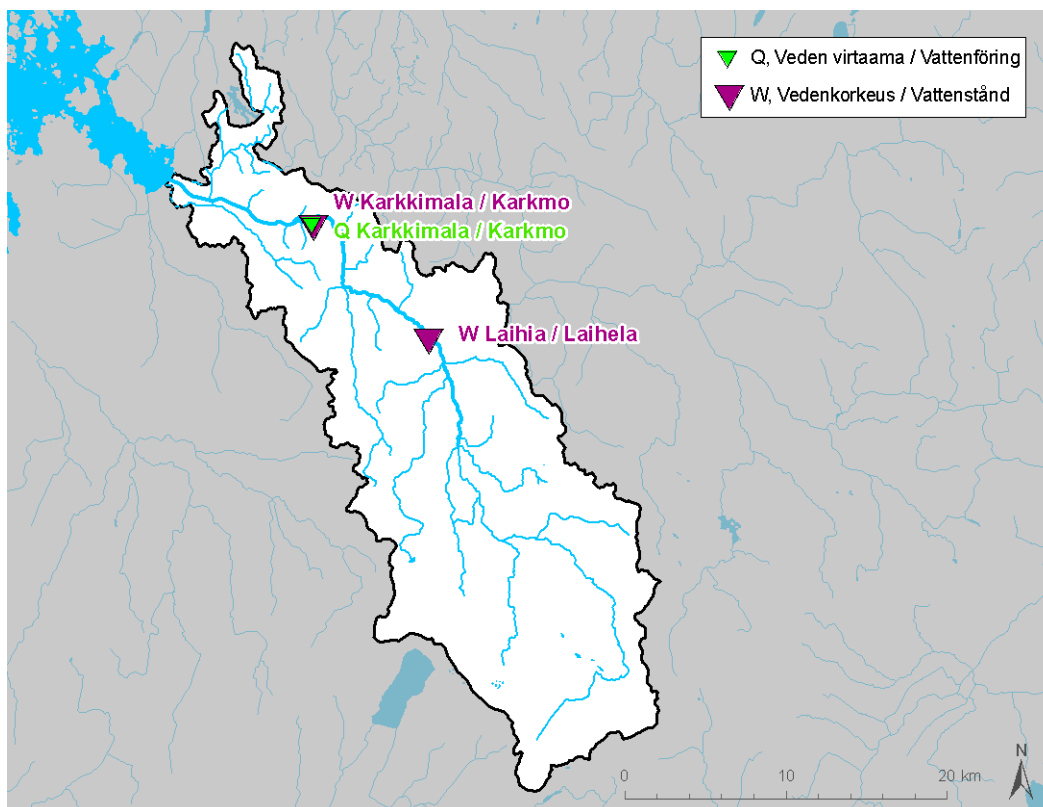 Q, Veden virtaama / Vattenföring
W, Vedenkorkeus / Vattenstånd
W Karkkimala / Karkmo
Q Karkkimala / Karkmo
W Laihia / Laihela
N
0 10 20 km